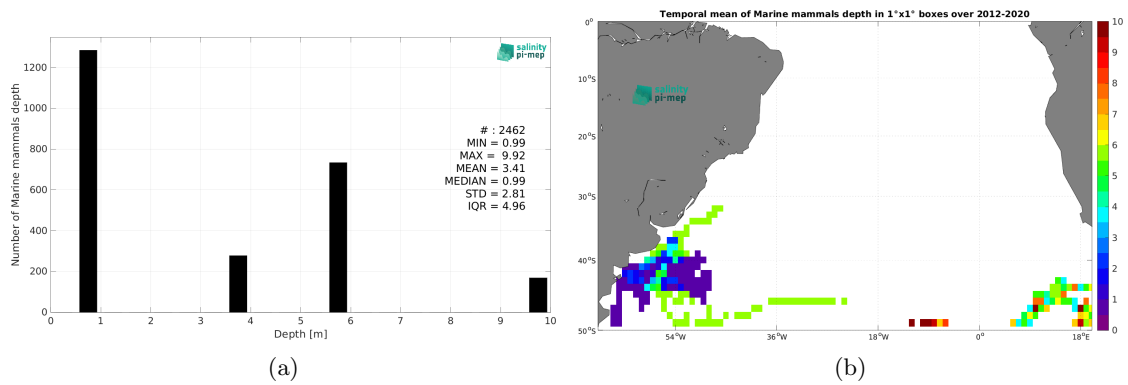 salinity
pi-mep
Number of Marine mammals depth
1200
1000
800
600
400
200
0
# : 2462
MIN = 0.99
MAX = 9.92
MEAN = 3.41
MEDIAN = 0.99
STD = 2.81
IQR = 4.96
0 1 2 3 4 5 6 7 8 9 10
Depth [m]
(a)
Temporal mean of Marine mammals depth in 1°x1° boxes over 2012-2020
salinity
pi-mep
0°
10°S
20°S
30°S
40°S
50°S
54°W 36°W 18°W 0° 18°E
10
9
8
7
6
5
4
3
2
1
0
(b)